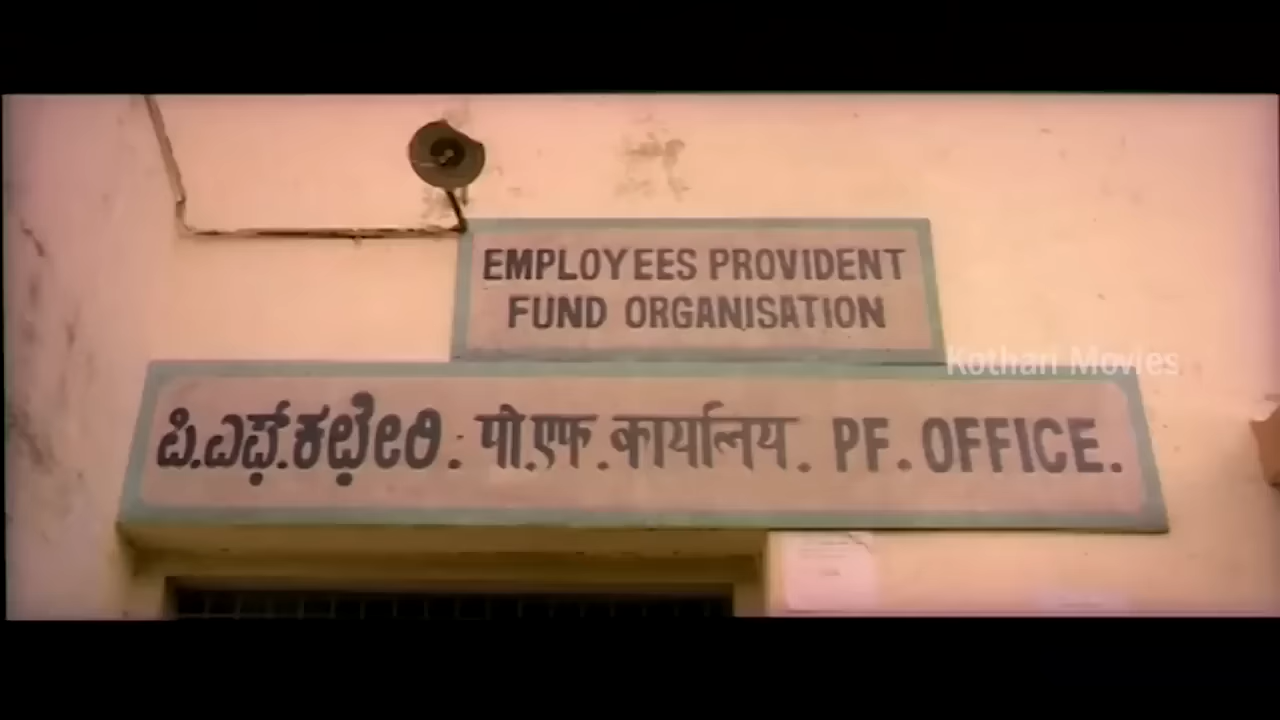 EMPLOYEES PROVIDENT
FUND ORGANISATION
Kothari Movies
ಪಿ.ಎಫ್.ಕಛೇರಿ. पी.एफ.कार्यालय. PF. OFFICE.